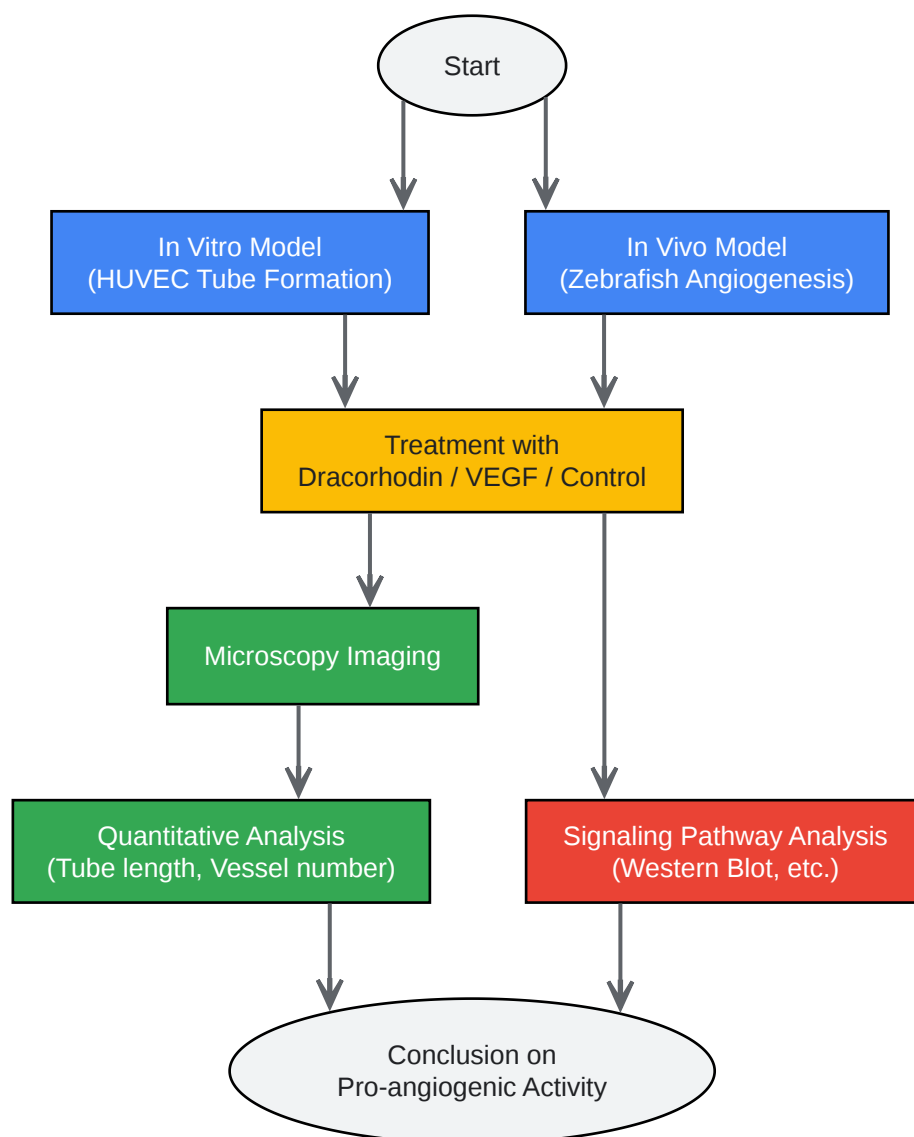 Start
In Vitro Model
(HUVEC Tube Formation)
In Vivo Model
(Zebrafish Angiogenesis)
Treatment with
Dracorhodin / VEGF / Control
Microscopy Imaging
Quantitative Analysis
(Tube length, Vessel number)
Signaling Pathway Analysis
(Western Blot, etc.)
Conclusion on
Pro-angiogenic Activity